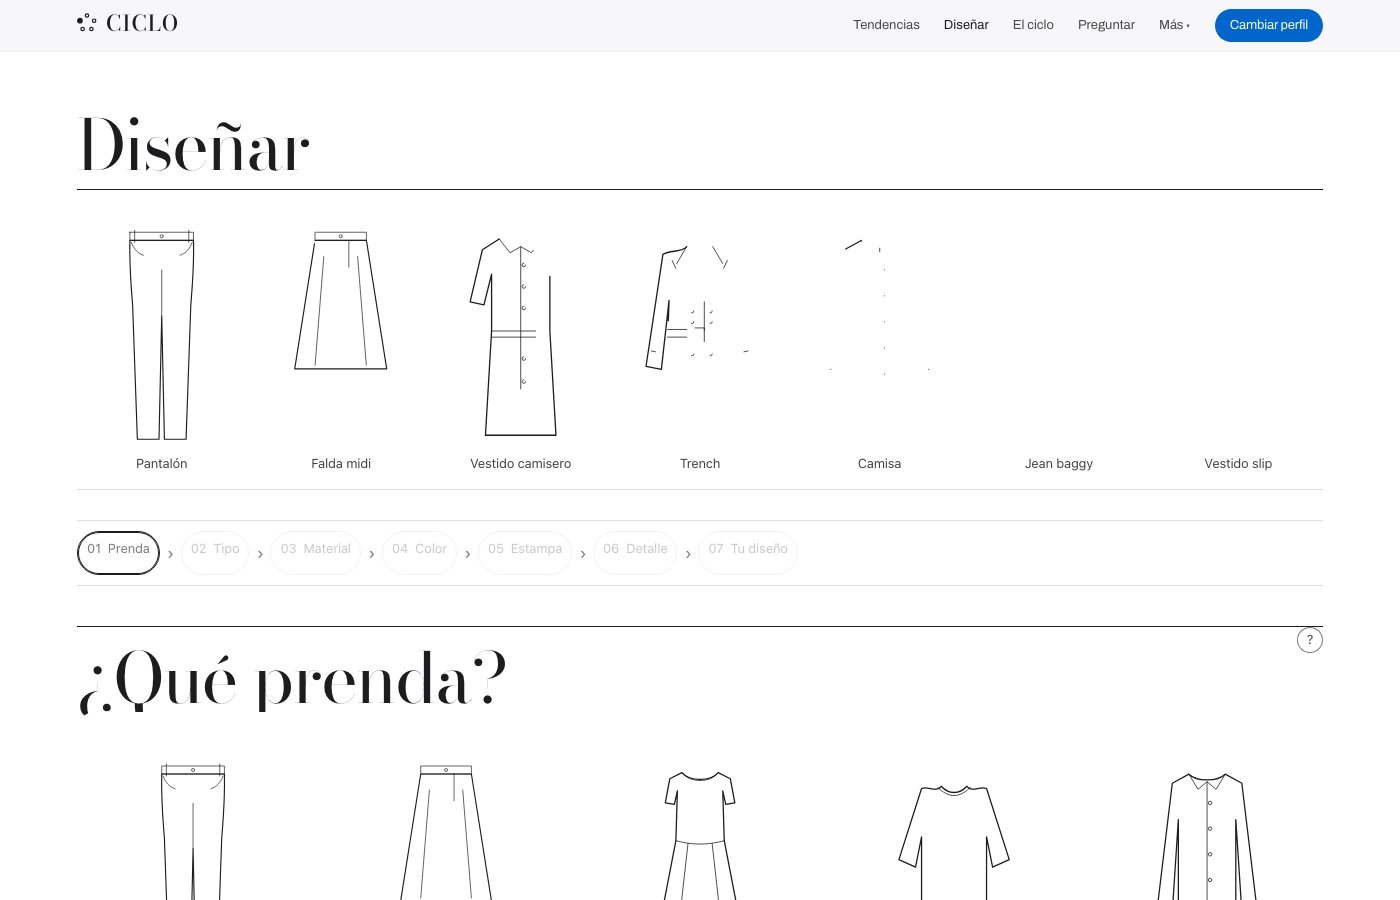 CICLO
Tendencias Diseñar El ciclo Preguntar Más Cambiar perfil
Diseñar
Pantalón Falda midi Vestido camisero Trench Camisa Jean baggy Vestido slip
01 Prenda › 02 Tipo › 03 Material › 04 Color › 05 Estampa › 06 Detalle › 07 Tu diseño
?
¿Qué prenda?